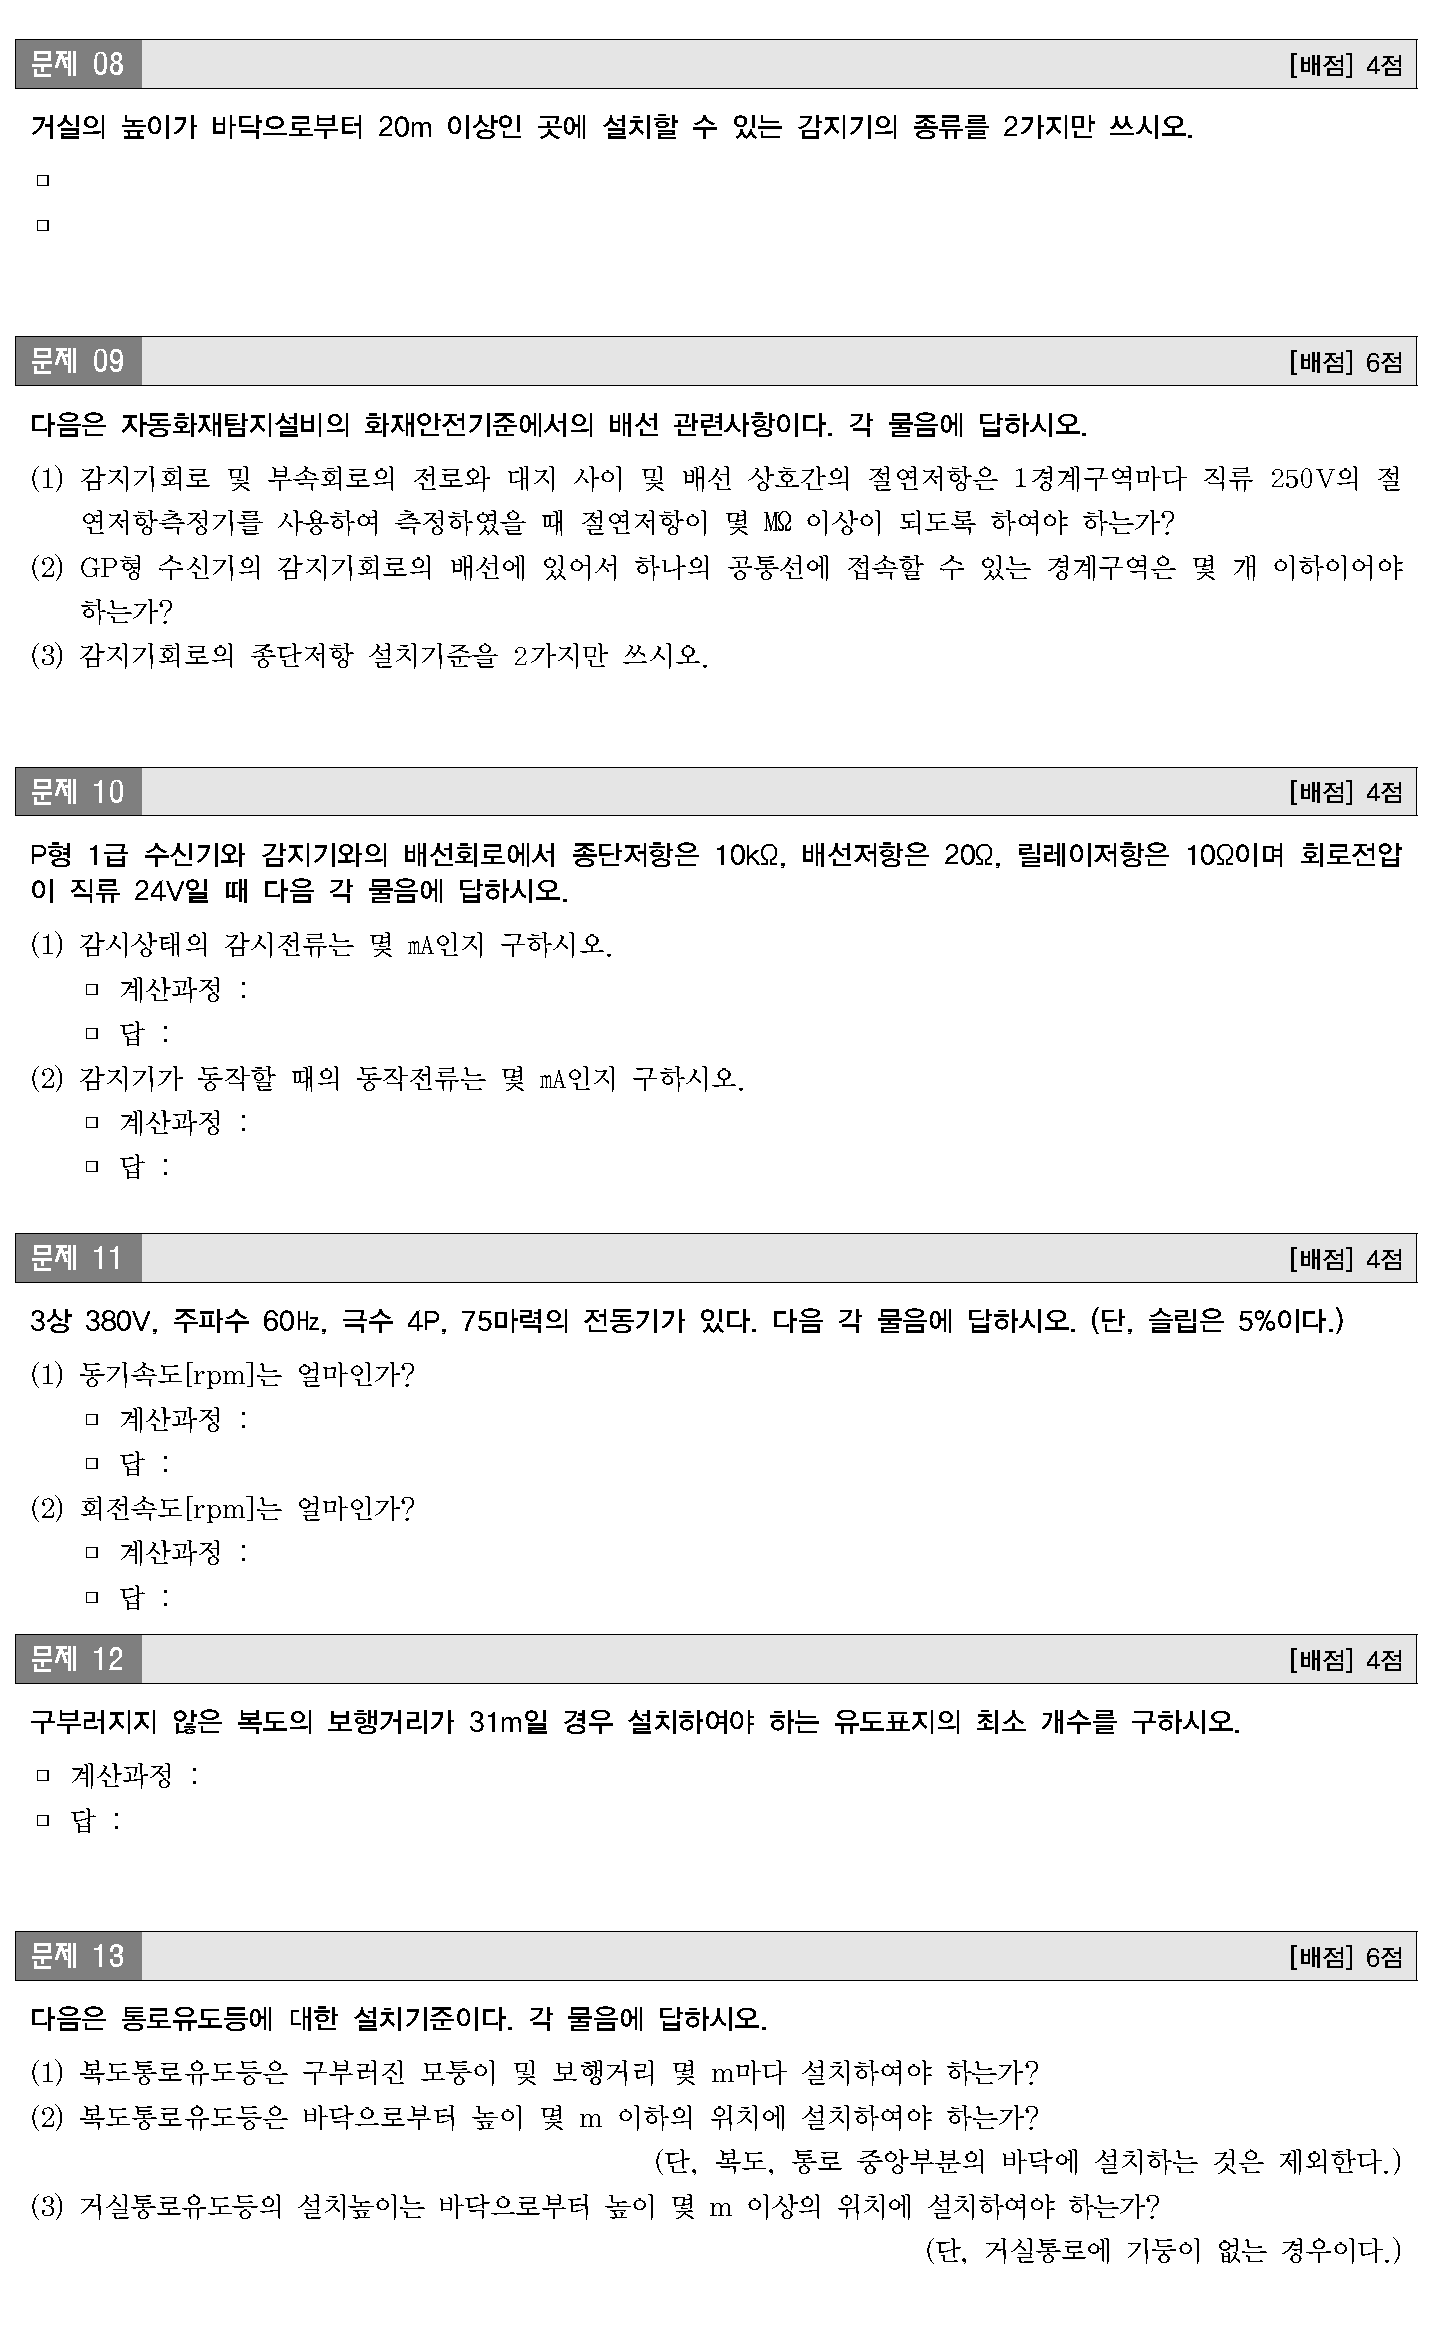 문제 08 [배점] 4점
거실의 높이가 바닥으로부터 20m 이상인 곳에 설치할 수 있는 감지기의 종류를 2가지만 쓰시오.
▫
▫
문제 09 [배점] 6점
다음은 자동화재탐지설비의 화재안전기준에서의 배선 관련사항이다. 각 물음에 답하시오.
(1) 감지기회로 및 부속회로의 전로와 대지 사이 및 배선 상호간의 절연저항은 1경계구역마다 직류 250V의 절
연저항측정기를 사용하여 측정하였을 때 절연저항이 몇 ㏁ 이상이 되도록 하여야 하는가?
(2) GP형 수신기의 감지기회로의 배선에 있어서 하나의 공통선에 접속할 수 있는 경계구역은 몇 개 이하이어야
하는가?
(3) 감지기회로의 종단저항 설치기준을 2가지만 쓰시오.
문제 10 [배점] 4점
P형 1급 수신기와 감지기와의 배선회로에서 종단저항은 10kΩ, 배선저항은 20Ω, 릴레이저항은 10Ω이며 회로전압
이 직류 24V일 때 다음 각 물음에 답하시오.
(1) 감시상태의 감시전류는 몇 ㎃인지 구하시오.
▫ 계산과정 :
▫ 답 :
(2) 감지기가 동작할 때의 동작전류는 몇 ㎃인지 구하시오.
▫ 계산과정 :
▫ 답 :
문제 11 [배점] 4점
3상 380V, 주파수 60㎐, 극수 4P, 75마력의 전동기가 있다. 다음 각 물음에 답하시오. (단, 슬립은 5%이다.)
(1) 동기속도[rpm]는 얼마인가?
▫ 계산과정 :
▫ 답 :
(2) 회전속도[rpm]는 얼마인가?
▫ 계산과정 :
▫ 답 :
문제 12 [배점] 4점
구부러지지 않은 복도의 보행거리가 31m일 경우 설치하여야 하는 유도표지의 최소 개수를 구하시오.
▫ 계산과정 :
▫ 답 :
문제 13 [배점] 6점
다음은 통로유도등에 대한 설치기준이다. 각 물음에 답하시오.
(1) 복도통로유도등은 구부러진 모퉁이 및 보행거리 몇 m마다 설치하여야 하는가?
(2) 복도통로유도등은 바닥으로부터 높이 몇 m 이하의 위치에 설치하여야 하는가?
(단, 복도, 통로 중앙부분의 바닥에 설치하는 것은 제외한다.)
(3) 거실통로유도등의 설치높이는 바닥으로부터 높이 몇 m 이상의 위치에 설치하여야 하는가?
(단, 거실통로에 기둥이 없는 경우이다.)